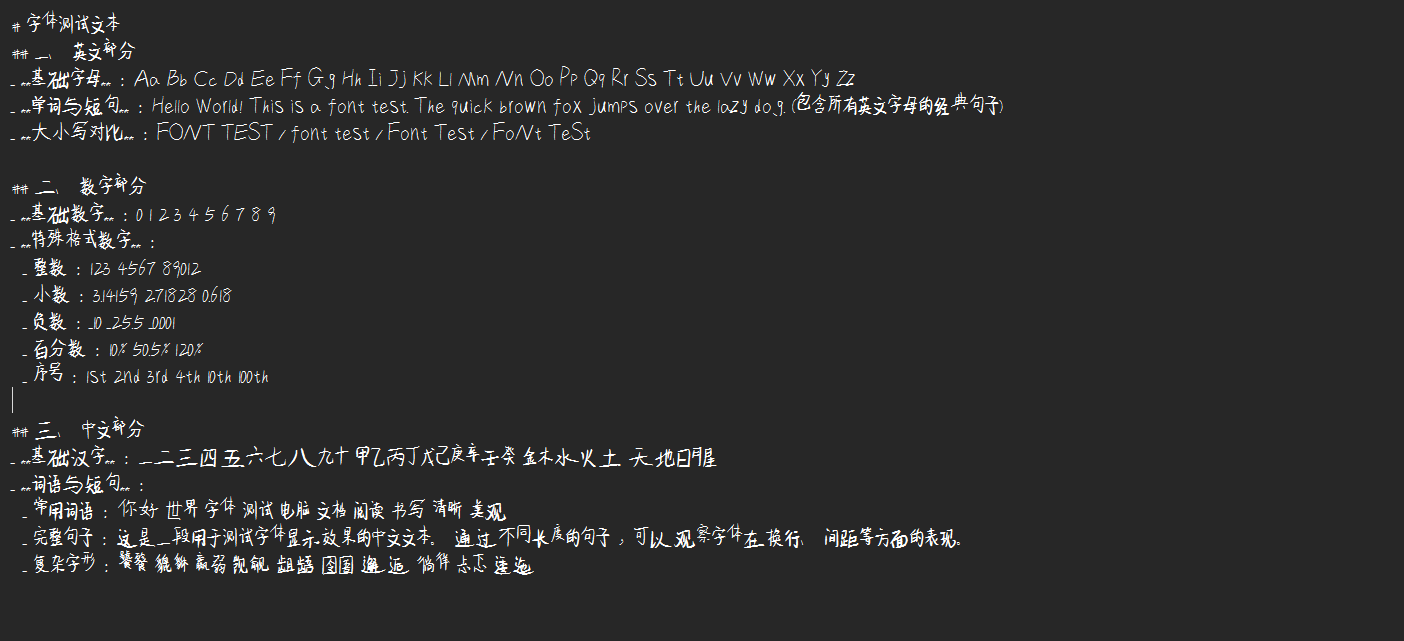 # 字体测试文本
## 一、 英文部分
- **基础字母**：Aa Bb Cc Dd Ee Ff Gg Hh Ii Jj Kk Ll Mm Nn Oo Pp Qq Rr Ss Tt Uu Vv Ww Xx Yy Zz
- **单词与短句**：Hello World! This is a font test. The quick brown fox jumps over the lazy dog. (包含所有英文字母的经典句子)
- **大小写对比**：FONT TEST / font test / Font Test / FoNt TeSt
## 二、 数字部分
- **基础数字**：0 1 2 3 4 5 6 7 8 9
- **特殊格式数字**：
- 整数：123 4567 89012
- 小数：3.14159 2.71828 0.618
- 负数：-10 -25.5 -0.001
- 百分数：10% 50.5% 120%
- 序号：1st 2nd 3rd 4th 10th 100th
## 三、 中文部分
- **基础汉字**：一二三四五六七八九十 甲乙丙丁戊己庚辛壬癸 金木水火土 天地日月星
- **词语与短句**：
- 常用词语：你好 世界 字体 测试 电脑 文档 阅读 书写 清晰 美观
- 完整句子：这是一段用于测试字体显示效果的中文文本。 通过不同长度的句子，可以观察字体在换行、 间距等方面的表现。
- 复杂字形：饕餮 貔貅 羸弱 觊觎 龃龉 囹圄 邂逅 徜徉 忐忑 逶迤